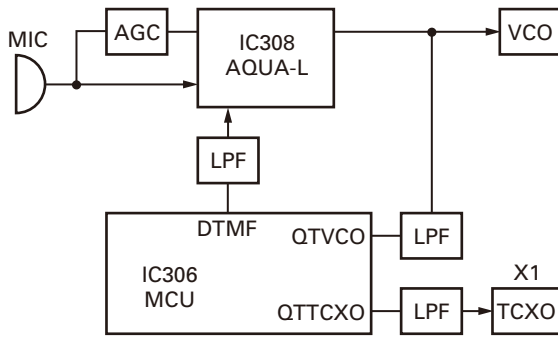 MIC
AGC
IC308
AQUA-L
VCO
LPF
DTMF
QTVCO
LPF
IC306
MCU
X1
QTTCXO
LPF
TCXO